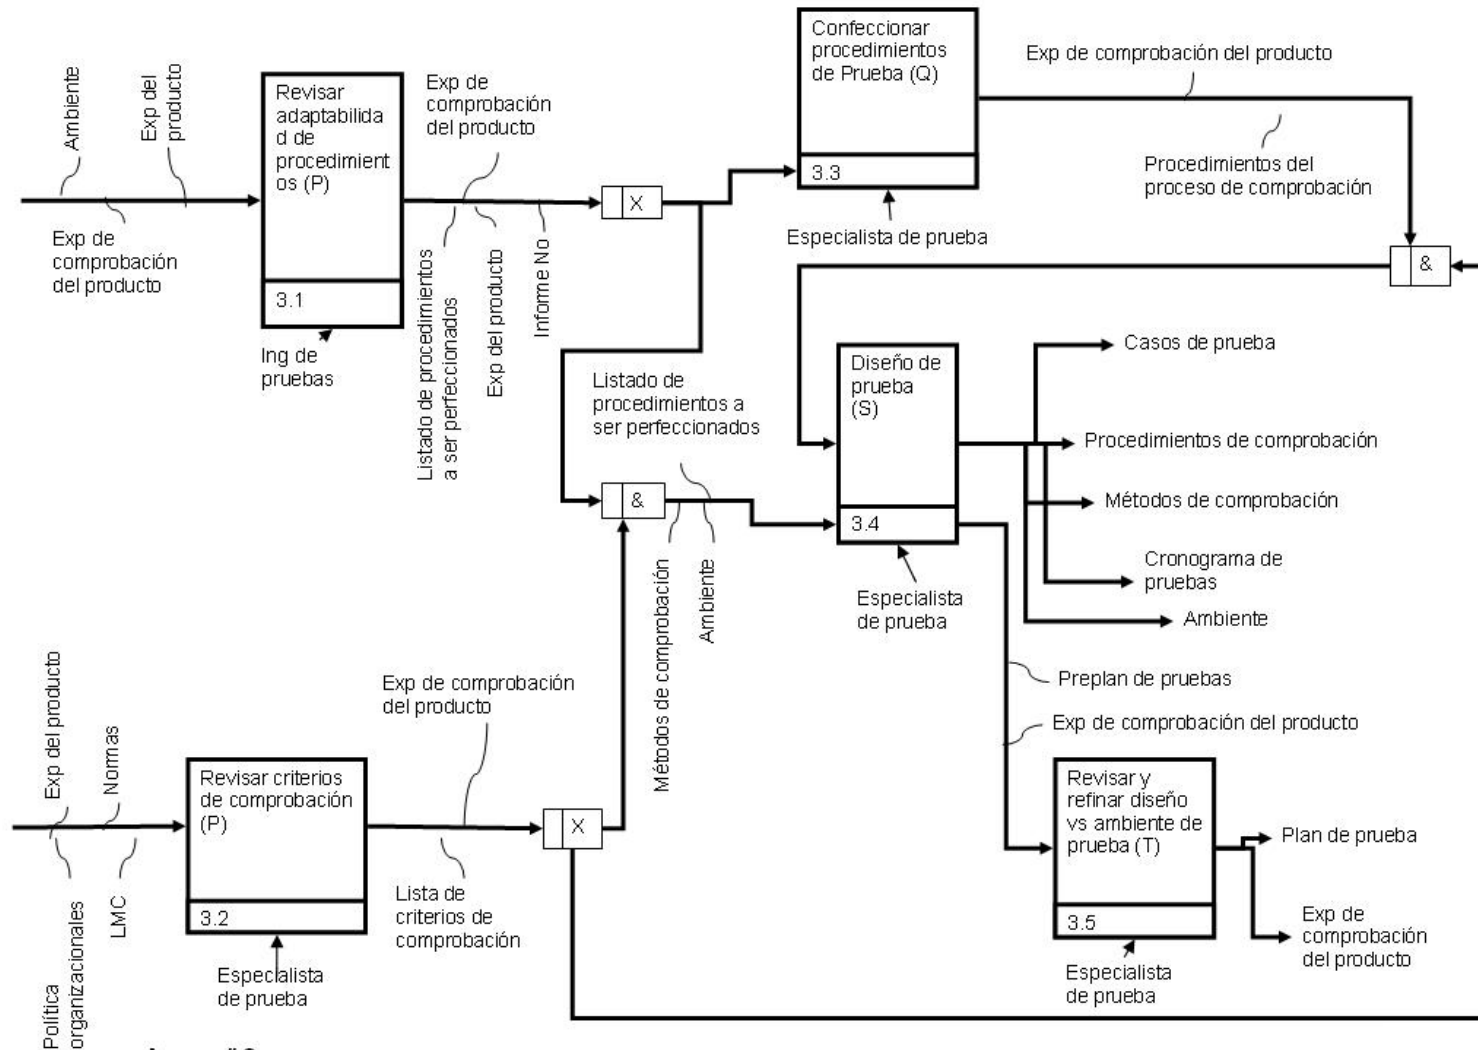 Confeccionar
procedimientos
de Prueba (Q)
3.3
Especialista de prueba
Exp de comprobación del producto
Procedimientos del
proceso de comprobación
&
Ambiente
Exp del
producto
Exp de
comprobación
del producto
Revisar
adaptabilida
d de
procedimient
os (P)
3.1
Ing de
pruebas
Exp de
comprobación
del producto
Listado de procedimientos
a ser perfeccionados
Exp del producto
Informe No
X
Listado de
procedimientos a
ser perfeccionados
&
Métodos de comprobación
Ambiente
Diseño de
prueba
(S)
3.4
Especialista
de prueba
Casos de prueba
Procedimientos de comprobación
Métodos de comprobación
Cronograma de
pruebas
Ambiente
Preplan de pruebas
Exp de comprobación del producto
Exp del producto
Normas
Política
organizacionales
LMC
Revisar criterios
de comprobación
(P)
3.2
Especialista
de prueba
Exp de comprobación
del producto
Lista de
criterios de
comprobación
X
Revisar y
refinar diseño
vs ambiente de
prueba (T)
3.5
Especialista
de prueba
Plan de prueba
Exp de
comprobación
del producto